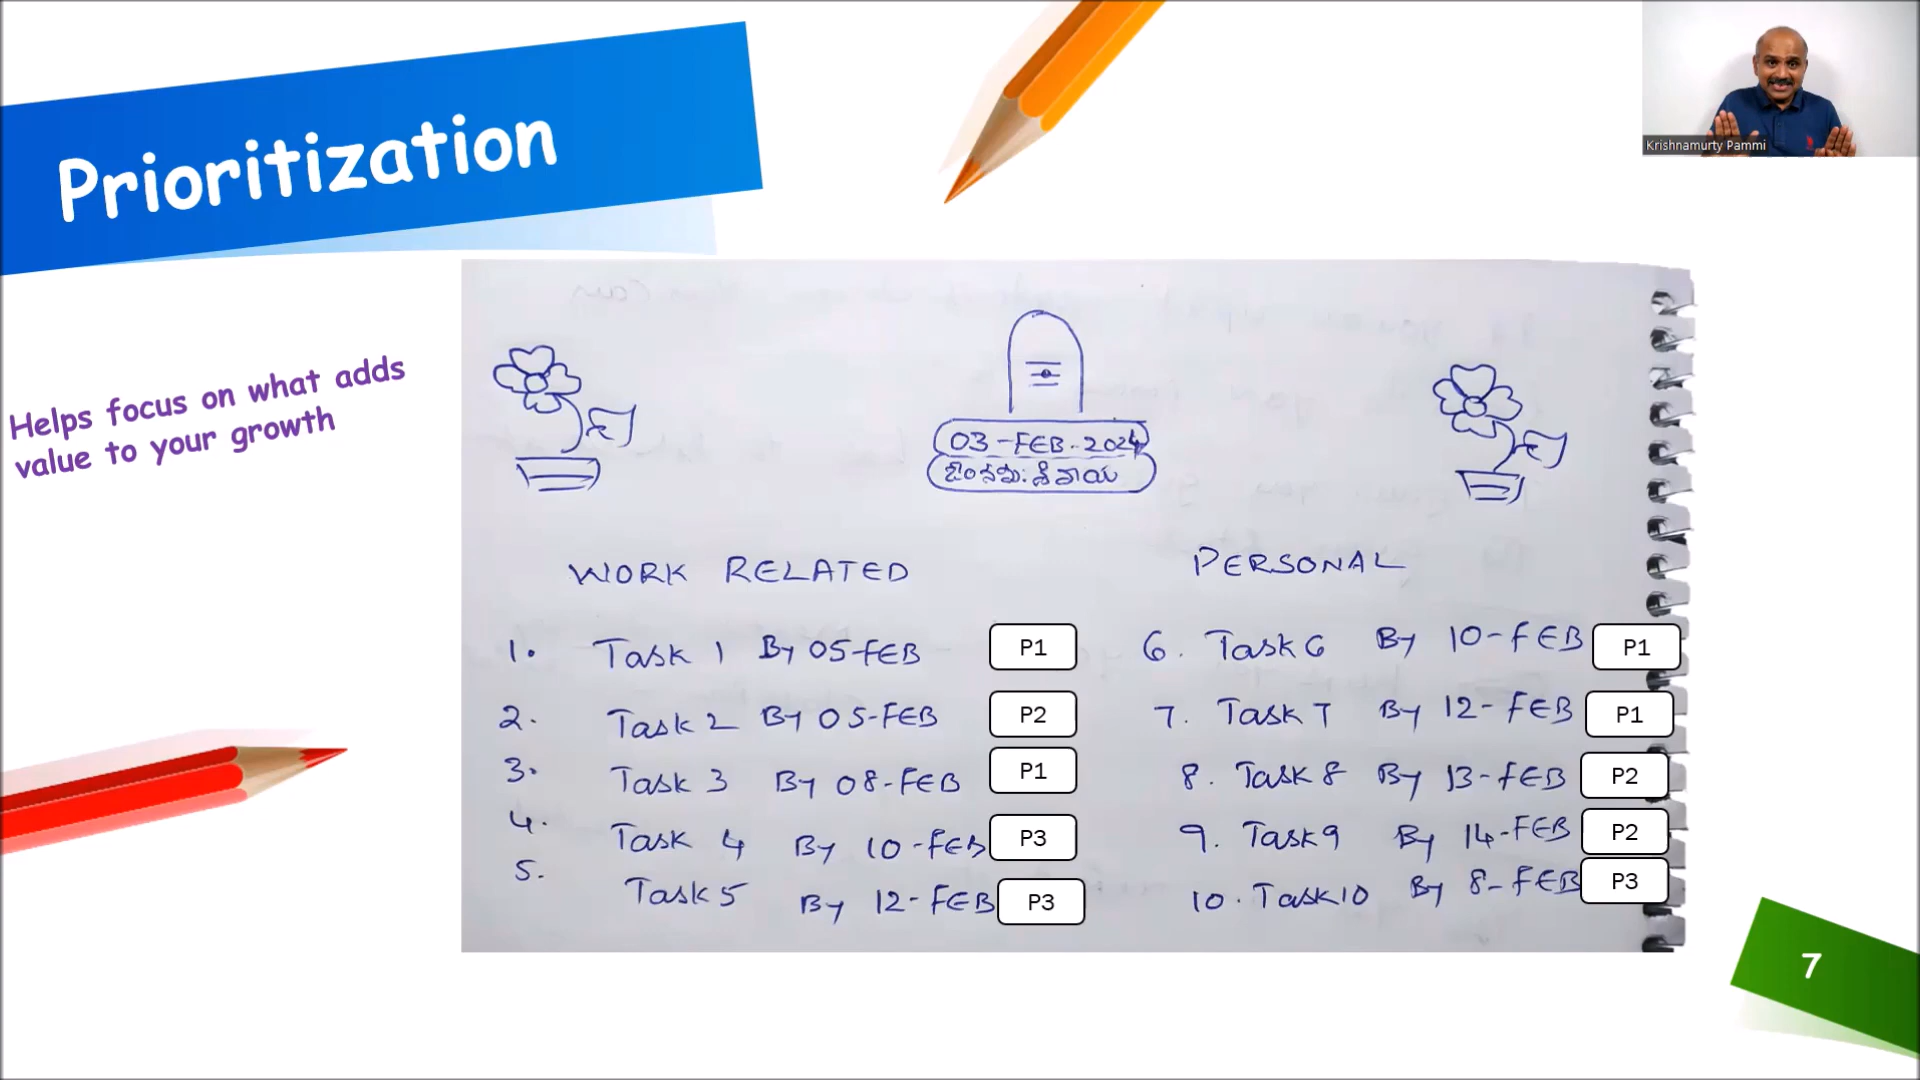 Prioritization
Krishnamurty Pammi
Helps focus on what adds
value to your growth
03-FEB-2024
ఓం నమ: శివాయ
WORK RELATED
1. Task 1 By 05-FEB P1
2. Task 2 By 05-FEB P2
3. Task 3 By 08-FEB P1
4. Task 4 By 10-FEB P3
5. Task 5 By 12-FEB P3
PERSONAL
6. Task 6 By 10-FEB P1
7. Task 7 By 12-FEB P1
8. Task 8 By 13-FEB P2
9. Task 9 By 14-FEB P2
10. Task 10 By 8-FEB P3
7